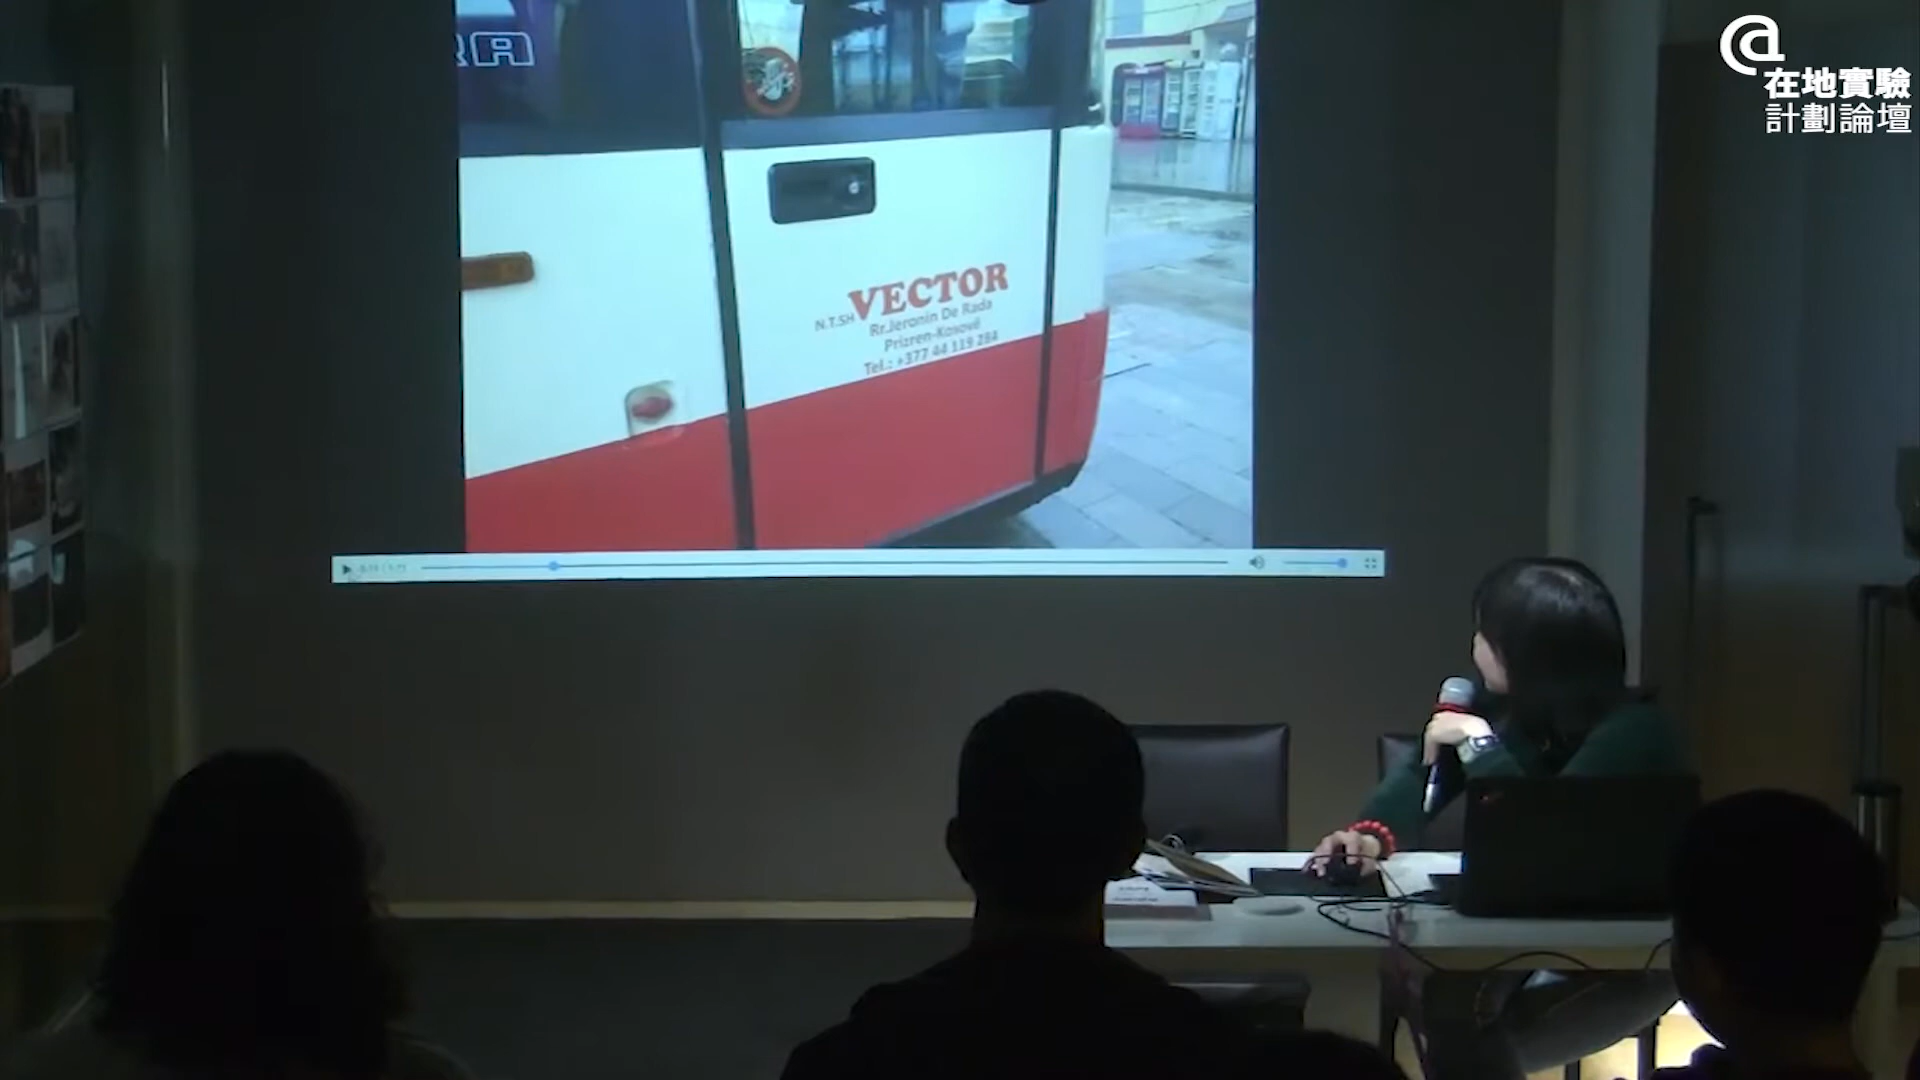 RA
VECTOR
N.T.SH
Rr.Jeronin De Rada
Prizren-Kosovë
Tel.: +377 44 119 284
@
在地實驗
計劃論壇